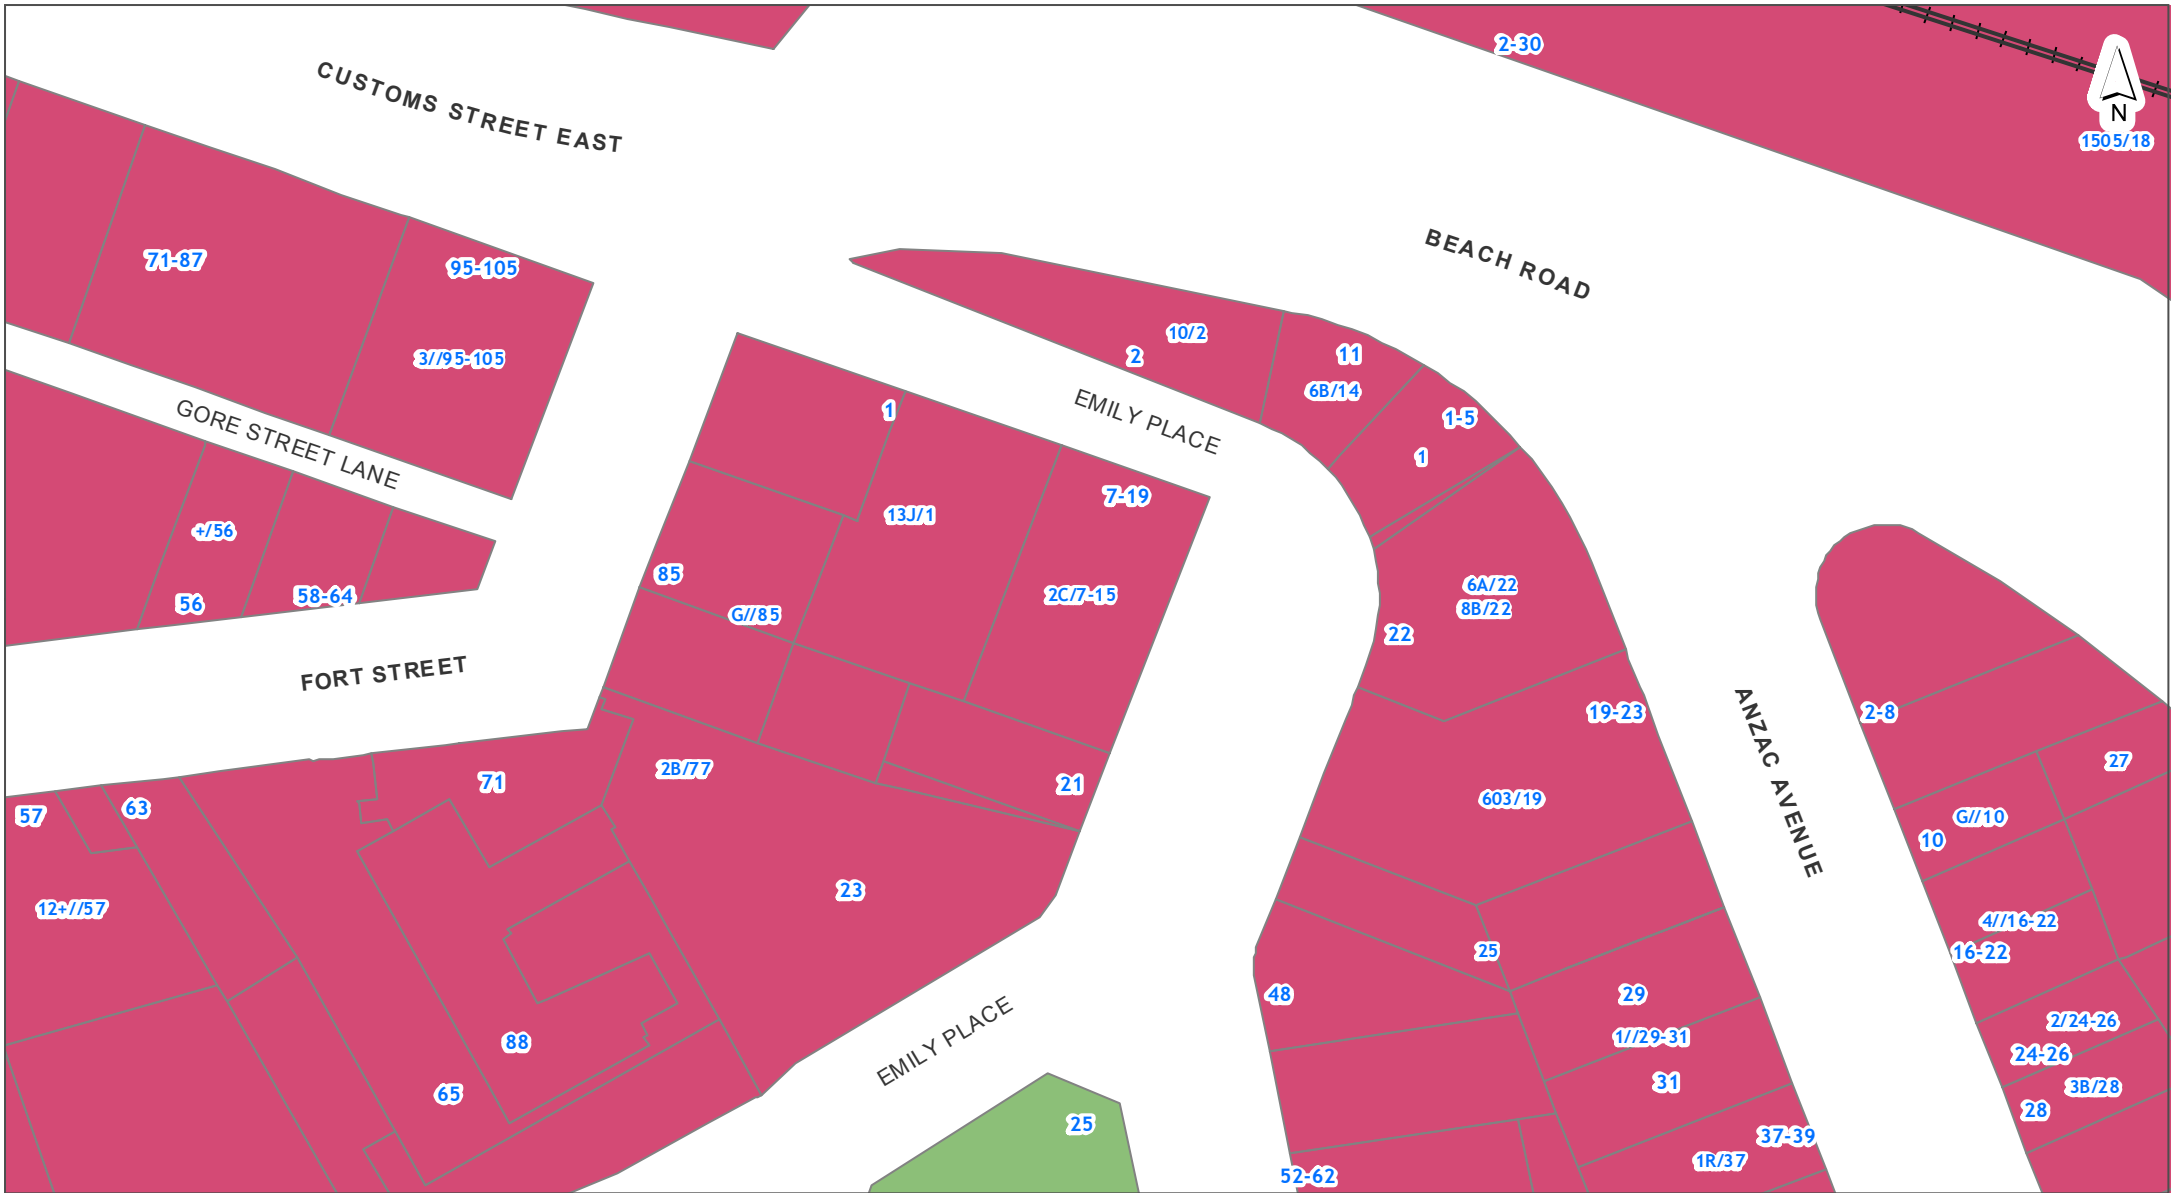 2-30
CUSTOMS STREET EAST
N
1505/18
71-87
95-105
BEACH ROAD
3//95-105
10/2
2
11
6B/14
1-5
1
1
EMILY PLACE
GORE STREET LANE
7-19
13J/1
+/56
56
58-64
85
G//85
2C/7-15
6A/22
8B/22
22
FORT STREET
19-23
2-8
ANZAC AVENUE
27
71
2B/77
21
603/19
57
63
G//10
10
23
12+//57
4//16-22
16-22
25
48
29
2/24-26
1//29-31
88
24-26
EMILY PLACE
31
3B/28
65
28
25
37-39
1R/37
52-62